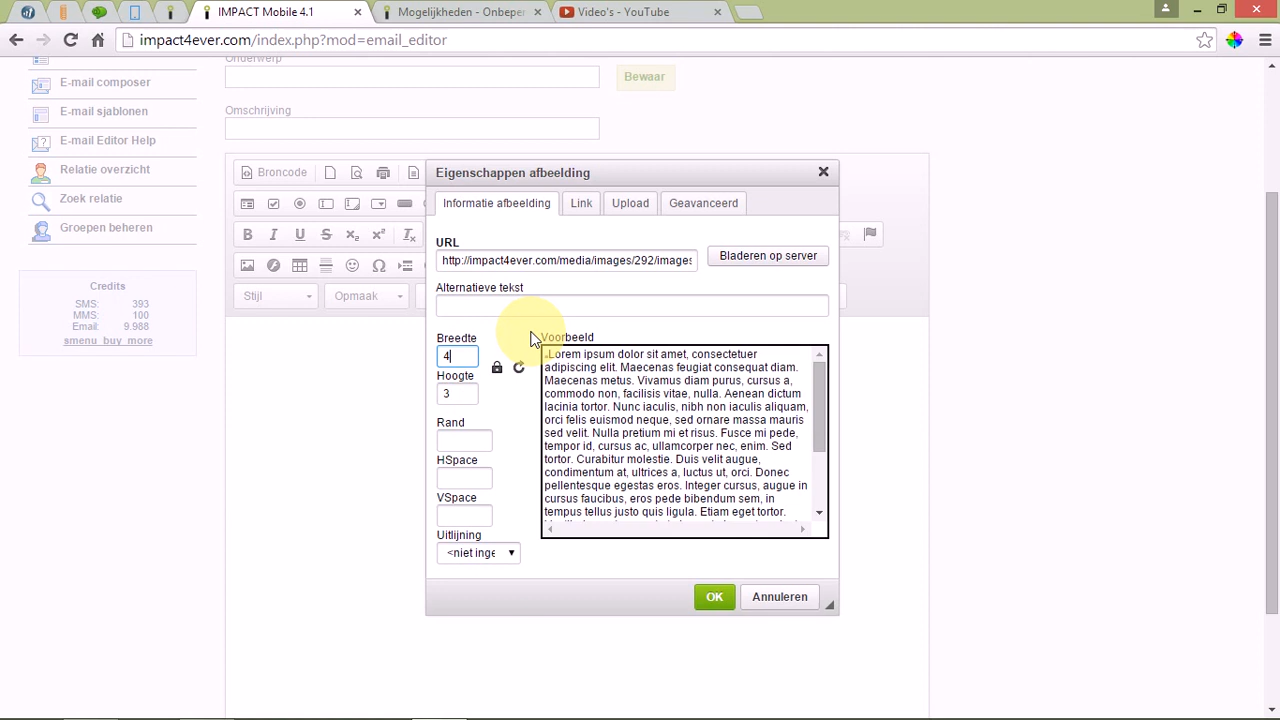 IMPACT Mobile 4.1
Mogelijkheden - Onbeper
Video's - YouTube
impact4ever.com/index.php?mod=email_editor
Onderwerp
E-mail composer
Bewaar
E-mail sjablonen
Omschrijving
E-mail Editor Help
Relatie overzicht
Zoek relatie
Groepen beheren
Broncode
Stijl
Opmaak
Credits
SMS: 393
MMS: 100
Email: 9.988
smenu_buy_more
Eigenschappen afbeelding
Informatie afbeelding
Link
Upload
Geavanceerd
URL
http://impact4ever.com/media/images/292/images
Bladeren op server
Alternatieve tekst
Breedte
4
Hoogte
3
Rand
HSpace
VSpace
Uitlijning
<niet inge
Voorbeeld
Lorem ipsum dolor sit amet, consectetuer
adipiscing elit. Maecenas feugiat consequat diam.
Maecenas metus. Vivamus diam purus, cursus a,
commodo non, facilisis vitae, nulla. Aenean dictum
lacinia tortor. Nunc iaculis, nibh non iaculis aliquam,
orci felis euismod neque, sed ornare massa mauris
sed velit. Nulla pretium mi et risus. Fusce mi pede,
tempor id, cursus ac, ullamcorper nec, enim. Sed
tortor. Curabitur molestie. Duis velit augue,
condimentum at, ultrices a, luctus ut, orci. Donec
pellentesque egestas eros. Integer cursus, augue in
cursus faucibus, eros pede bibendum sem, in
tempus tellus justo quis ligula. Etiam eget tortor.
OK
Annuleren